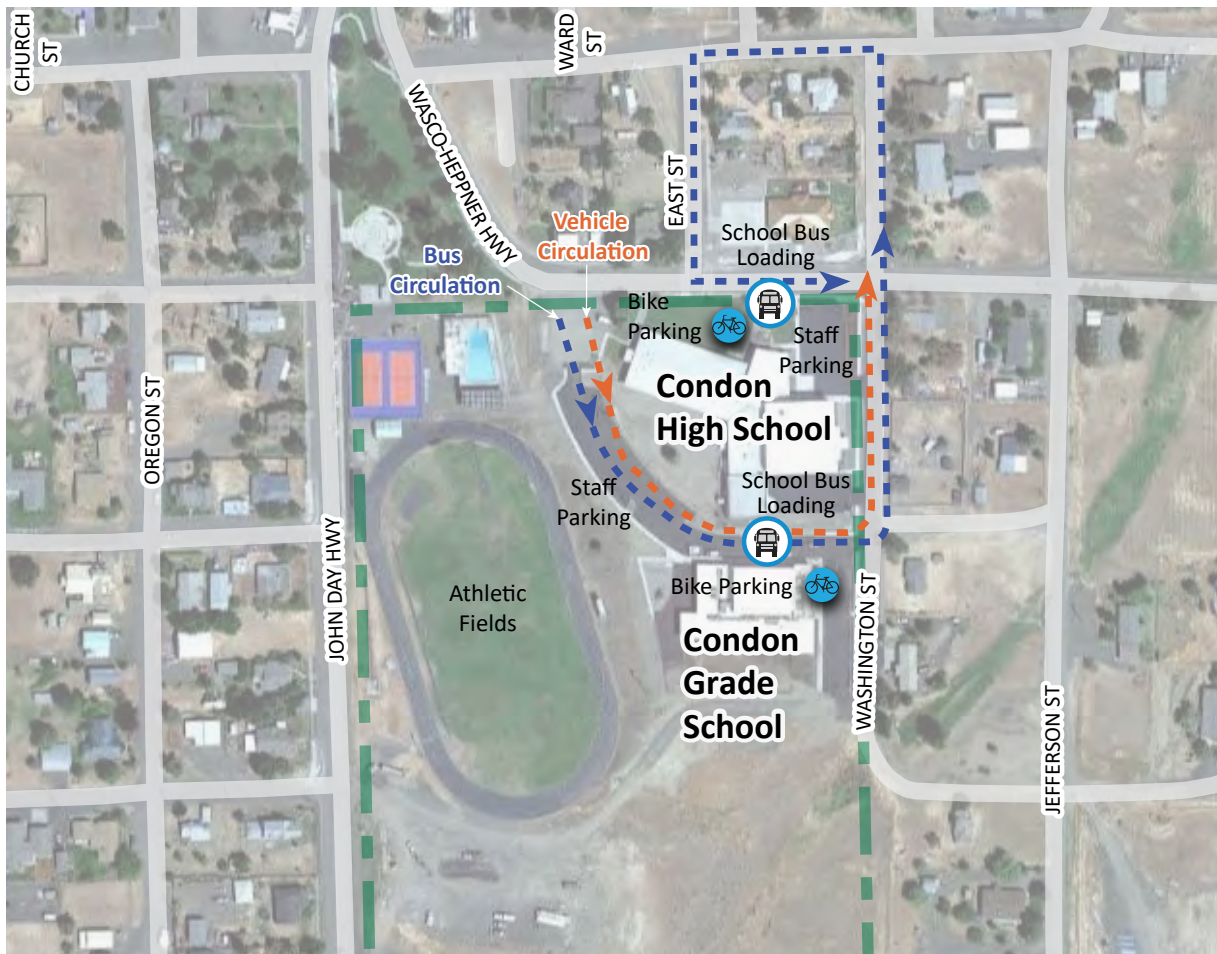 CHURCH
ST
WARD
ST
WASCO-HEPPNER HWY
EAST ST
Vehicle
Circulation
Bus
Circulation
School Bus
Loading
Bike
Parking
Staff
Parking
Condon
High School
OREGON ST
School Bus
Loading
Staff
Parking
JOHN DAY HWY
Athletic
Fields
Bike Parking
WASHINGTON ST
Condon
Grade
School
JEFFERSON ST